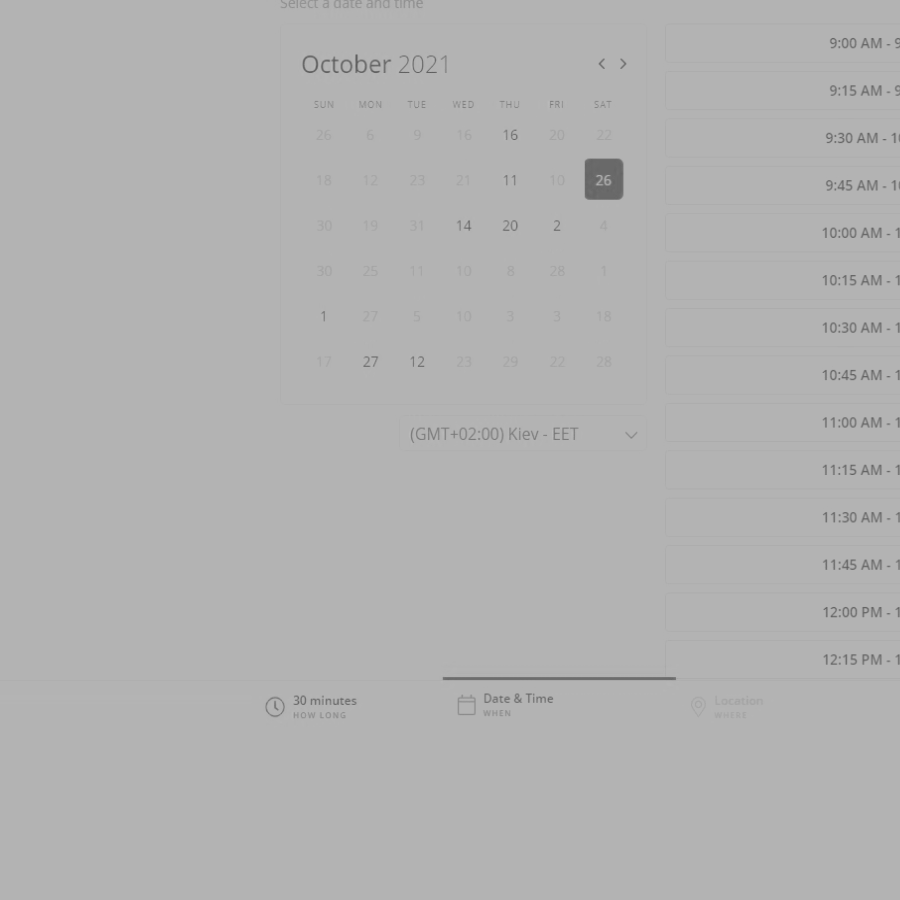 Select a date and time
October 2021
SUN MON TUE WED THU FRI SAT
26 6 9 16 16 20 22
18 12 23 21 11 10 26
30 19 31 14 20 2 4
30 25 11 10 8 28 1
1 27 5 10 3 3 18
17 27 12 23 29 22 28
(GMT+02:00) Kiev - EET
9:00 AM - 9
9:15 AM - 9
9:30 AM - 10
9:45 AM - 10
10:00 AM - 1
10:15 AM - 1
10:30 AM - 1
10:45 AM - 1
11:00 AM - 1
11:15 AM - 1
11:30 AM - 1
11:45 AM - 1
12:00 PM - 1
12:15 PM - 1
30 minutes
HOW LONG
Date & Time
WHEN
Location
WHERE